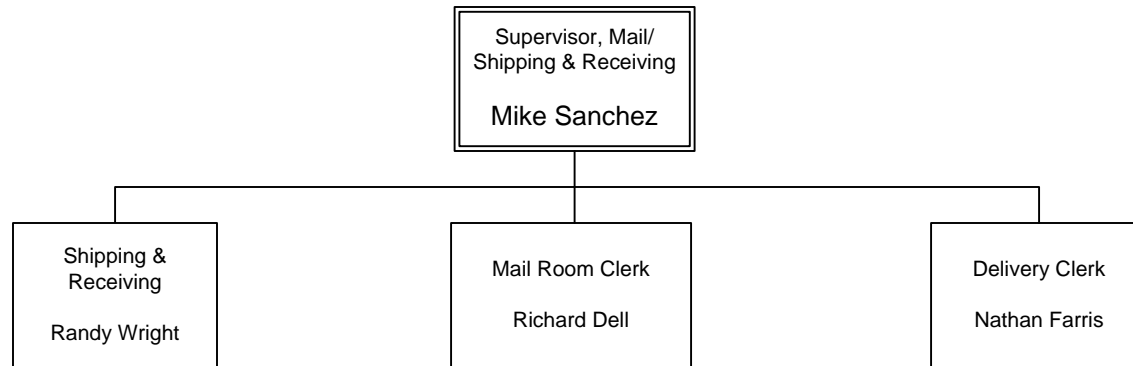 Supervisor, Mail/
Shipping & Receiving
Mike Sanchez
Shipping &
Receiving
Randy Wright
Mail Room Clerk
Richard Dell
Delivery Clerk
Nathan Farris